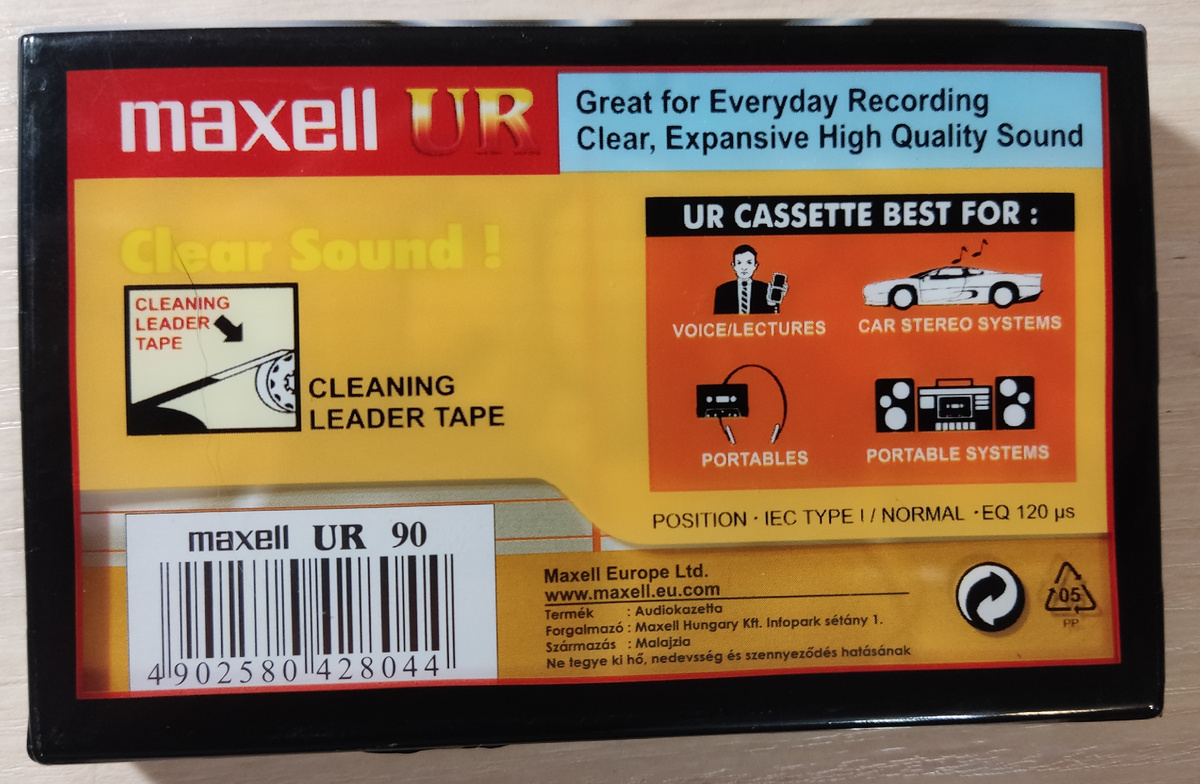 maxell UR
Great for Everyday Recording
Clear, Expansive High Quality Sound
Clear Sound !
CLEANING
LEADER
TAPE
CLEANING
LEADER TAPE
UR CASSETTE BEST FOR :
VOICE/LECTURES
CAR STEREO SYSTEMS
PORTABLES
PORTABLE SYSTEMS
POSITION · IEC TYPE I / NORMAL · EQ 120 µs
maxell UR 90
4 902580 428044
Maxell Europe Ltd.
www.maxell.eu.com
Termék : Audiokazetta
Forgalmazó : Maxell Hungary Kft. Infopark sétány 1.
Származás : Malajzia
Ne tegye ki hő, nedevsség és szennyeződés hatásának
05
PP